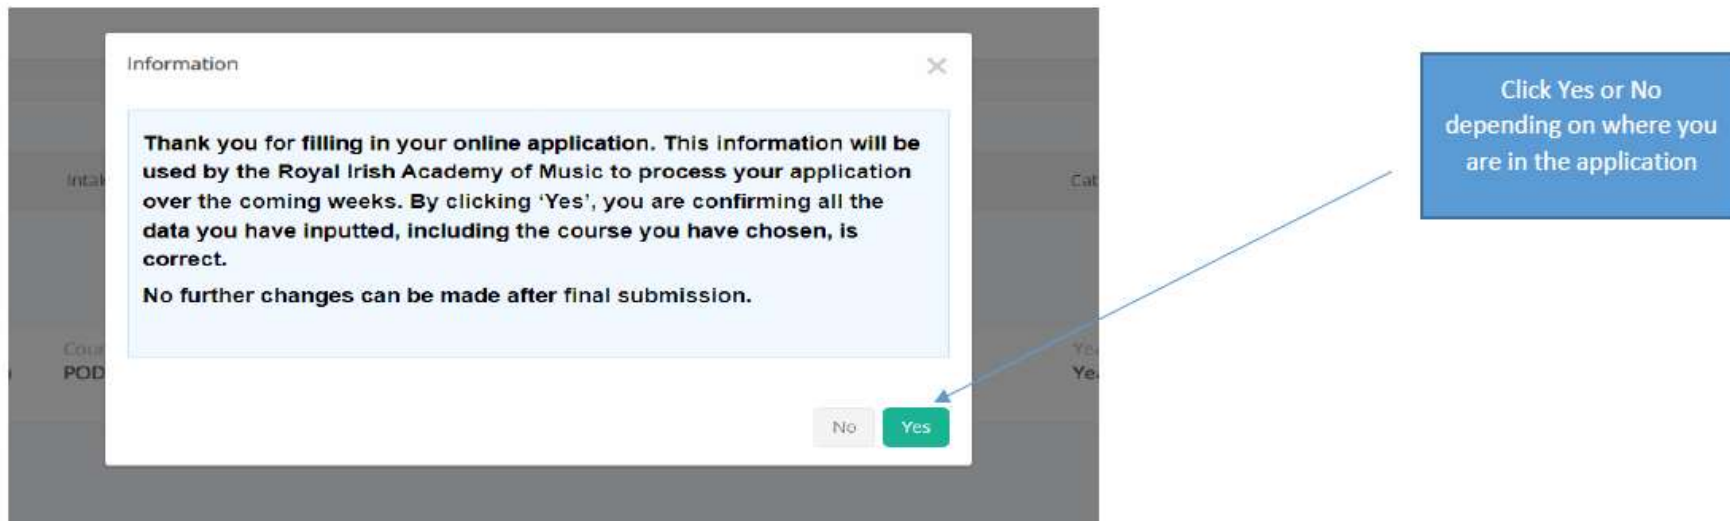 Information
Thank you for filling in your online application. This information will be
used by the Royal Irish Academy of Music to process your application
over the coming weeks. By clicking ‘Yes’, you are confirming all the
data you have inputted, including the course you have chosen, is
correct.
No further changes can be made after final submission.
No Yes
Click Yes or No
depending on where you
are in the application
POD